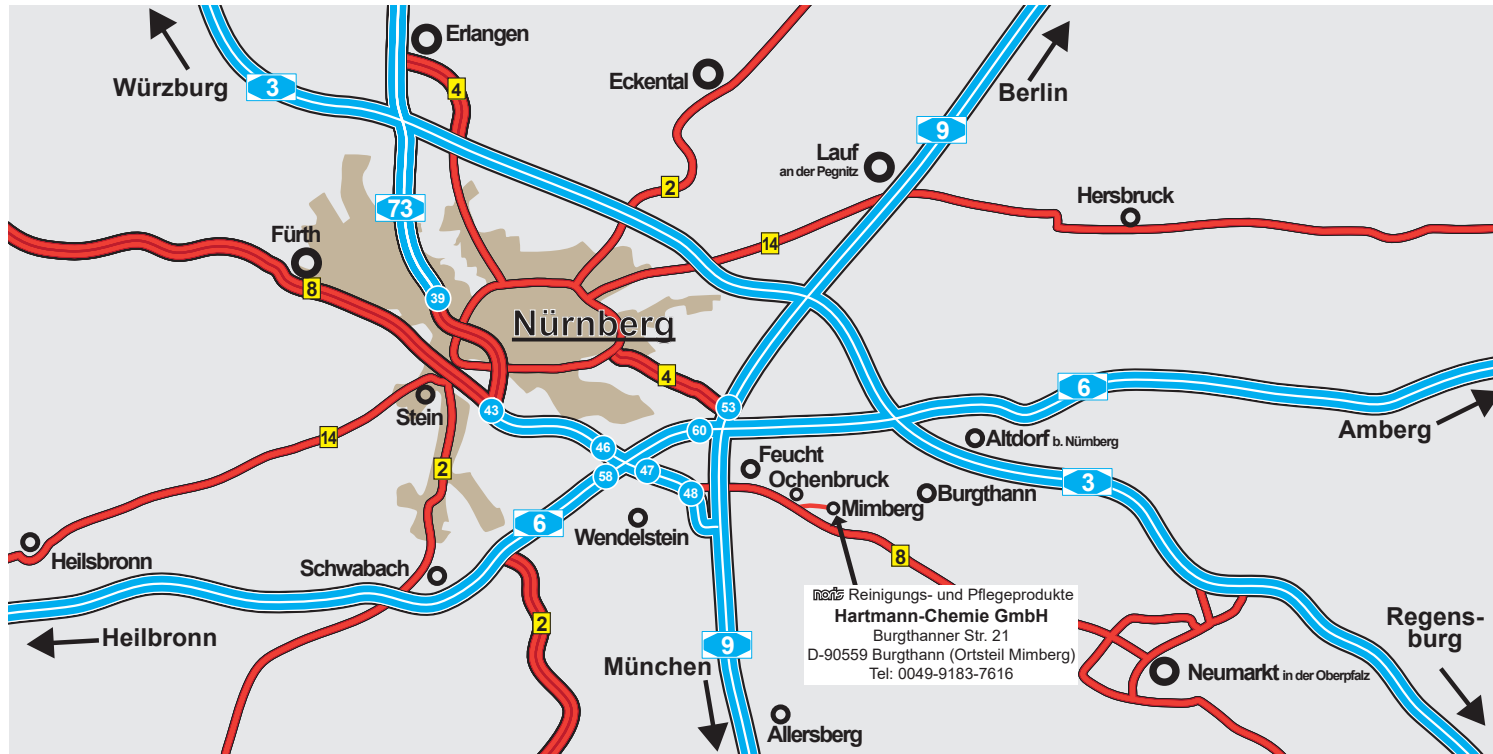 Erlangen
Würzburg
3
4
Eckental
Berlin
9
Lauf
an der Pegnitz
73
2
Hersbruck
14
Fürth
8
39
Nürnberg
4
6
53
43
Stein
60
Amberg
14
2
46
47
58
48
Feucht
Ochenbruck
Mimberg
Altdorf b. Nürnberg
Burgthann
3
6
Wendelstein
8
Heilsbronn
Schwabach
noris Reinigungs- und Pflegeprodukte
Hartmann-Chemie GmbH
Burgthanner Str. 21
D-90559 Burgthann (Ortsteil Mimberg)
Tel: 0049-9183-7616
Heilbronn
2
9
München
Regens-
burg
Neumarkt in der Oberpfalz
Allersberg